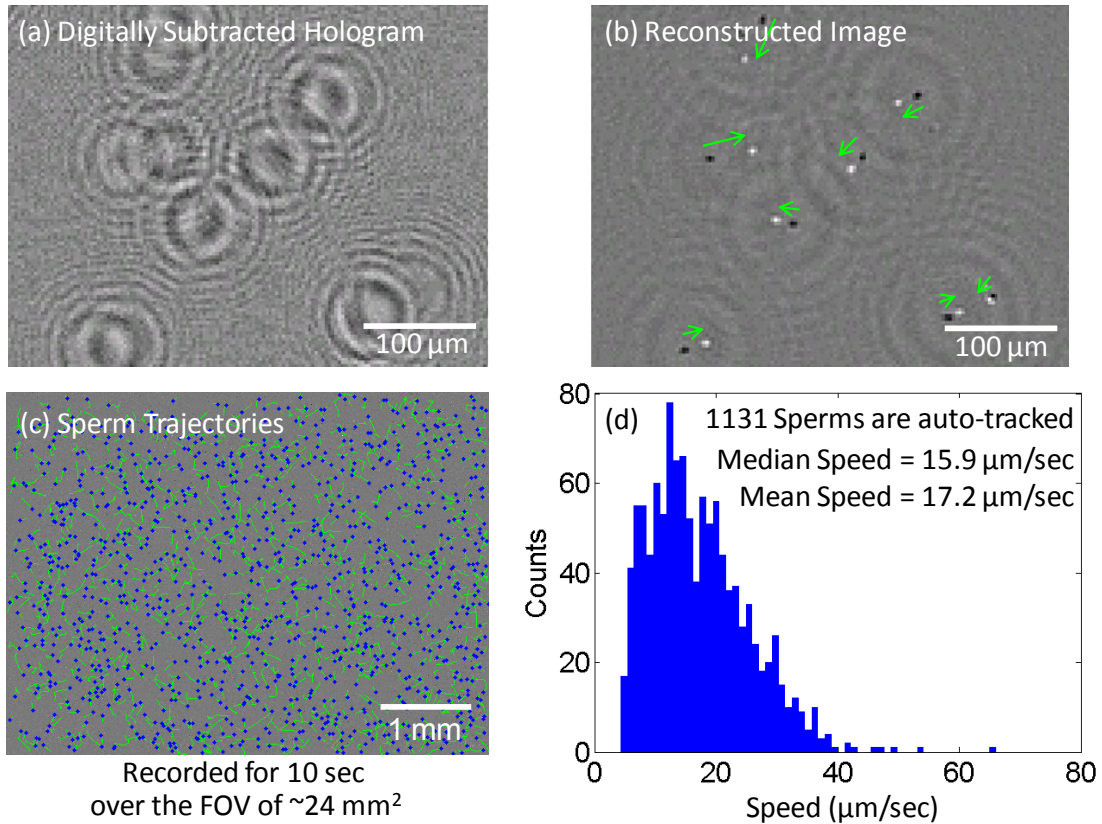 (a) Digitally Subtracted Hologram
100 µm
(b) Reconstructed Image
100 µm
(c) Sperm Trajectories
1 mm
Recorded for 10 sec
over the FOV of ~24 mm²
(d)
1131 Sperms are auto-tracked
Median Speed = 15.9 µm/sec
Mean Speed = 17.2 µm/sec
80
60
40
20
0
Counts
0 20 40 60 80
Speed (µm/sec)